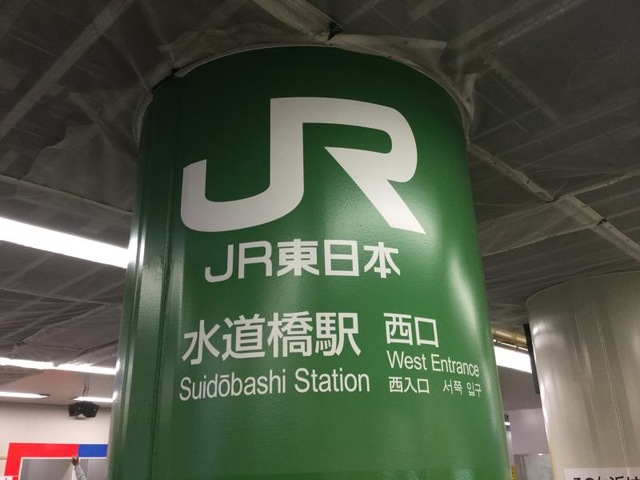 JR
JR東日本
水道橋駅 西口
Suidōbashi Station West Entrance
西入口 서쪽 입구